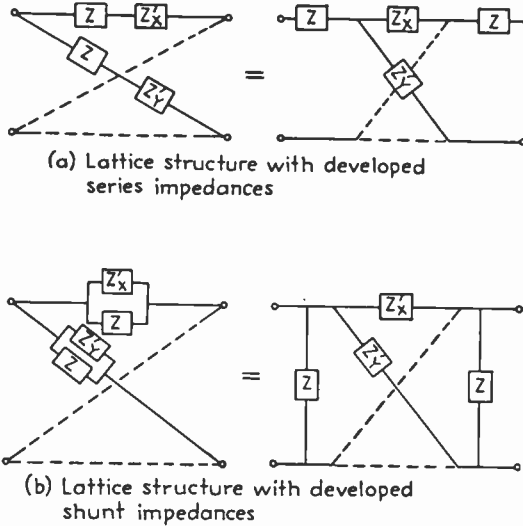 Z Z'X Z Z'X Z
Z Z'Y = Z'Y
(a) Lattice structure with developed
series impedances
Z'X Z'X
Z
Z'Y Z = Z Z'Y Z
(b) Lattice structure with developed
shunt impedances